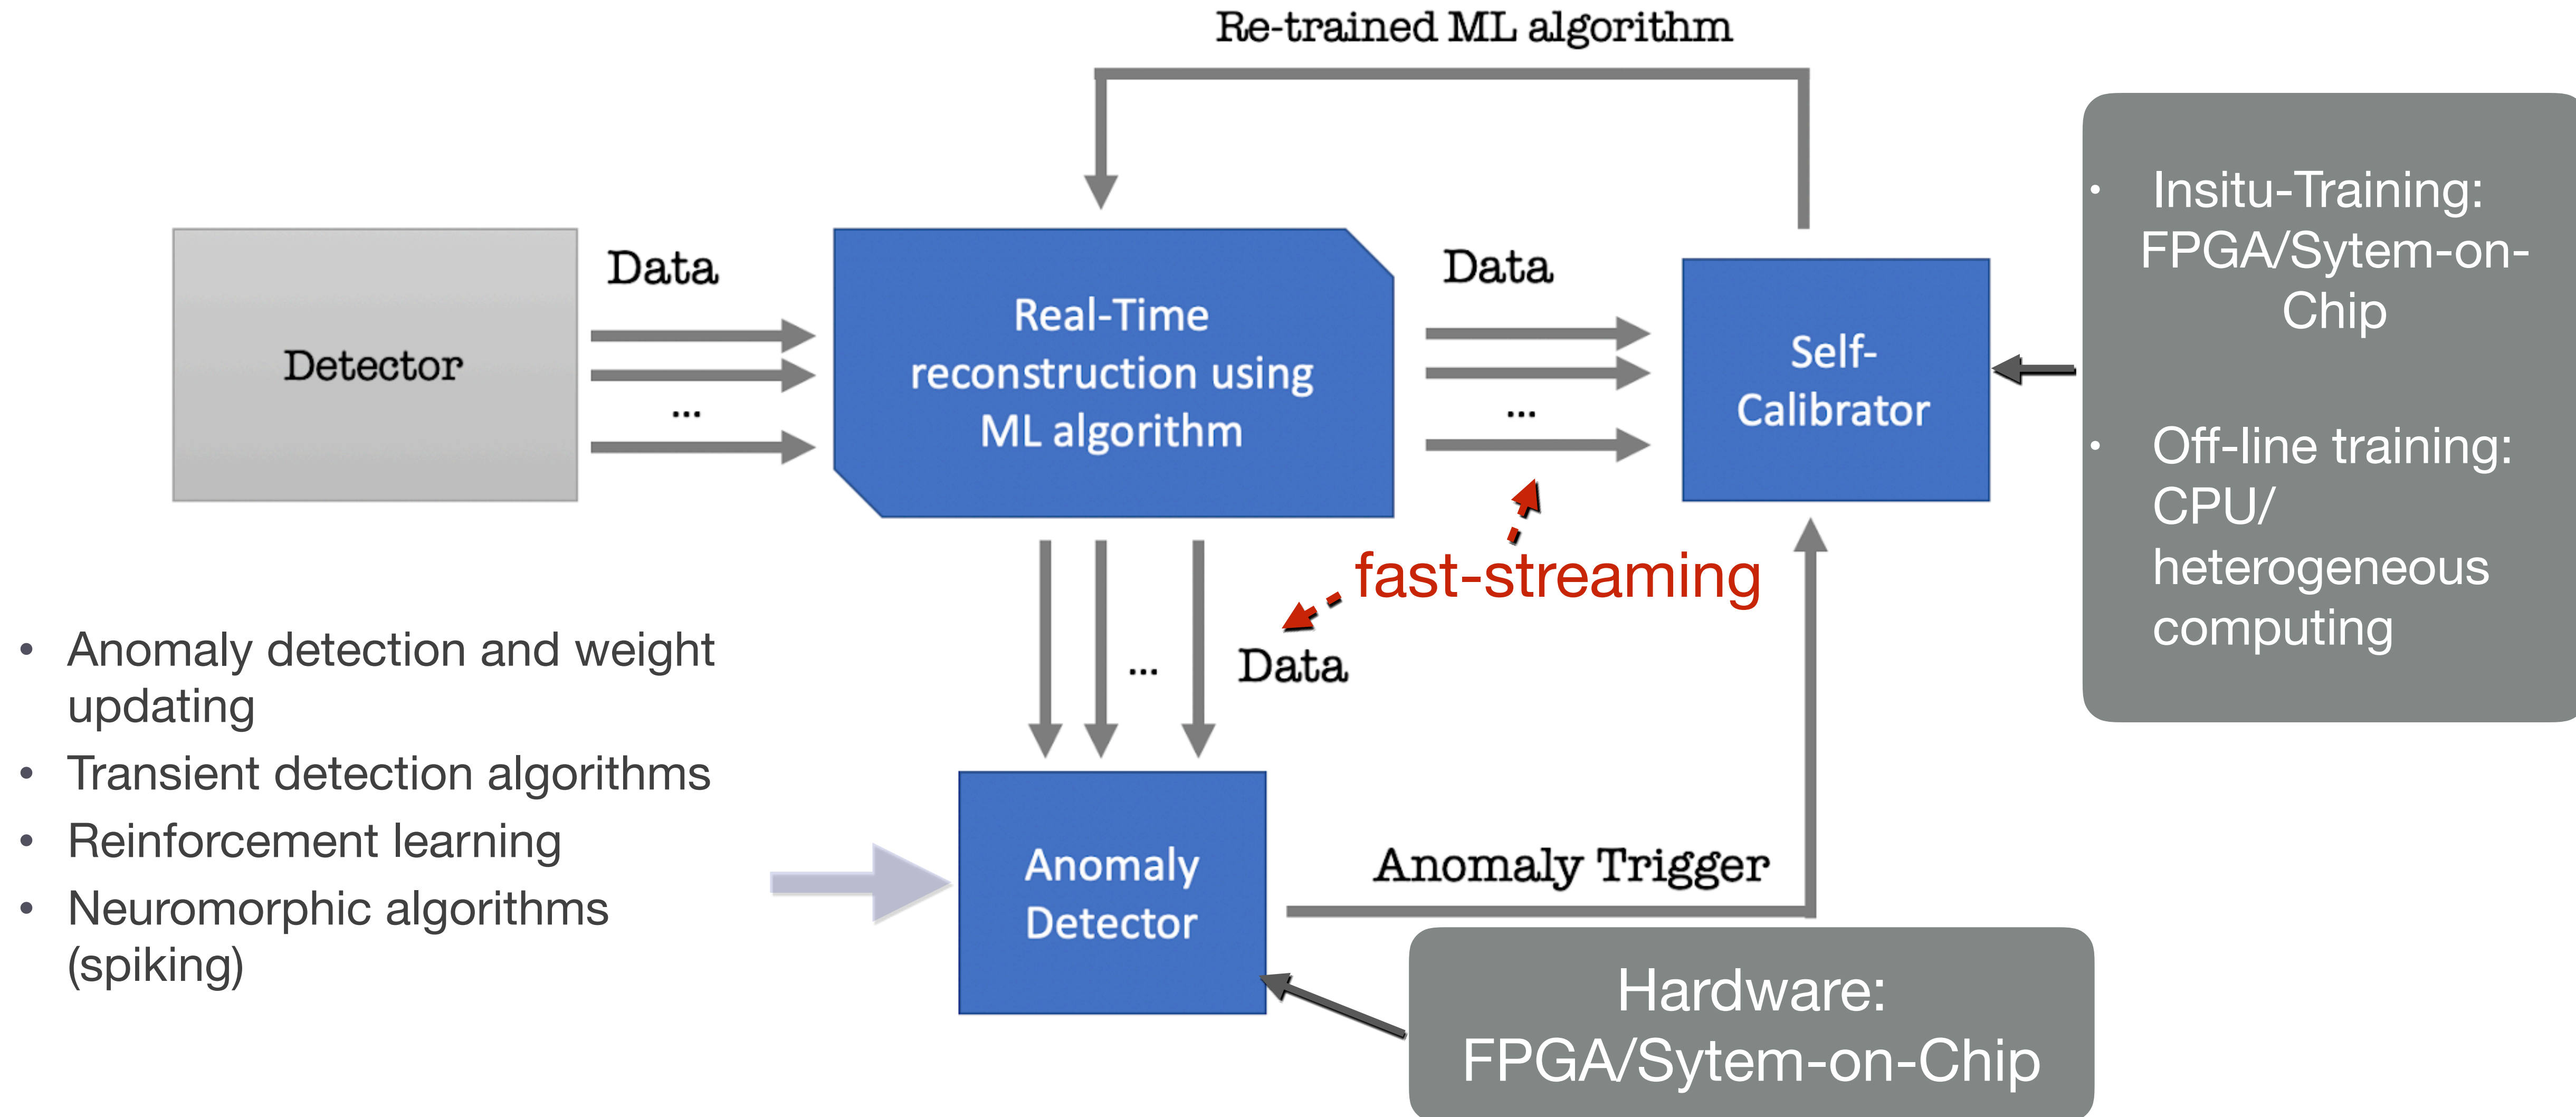 Re-trained ML algorithm
Detector
Data
...
Real-Time
reconstruction using
ML algorithm
Data
...
Self-
Calibrator
• Insitu-Training:
FPGA/Sytem-on-
Chip
• Off-line training:
CPU/
heterogeneous
computing
fast-streaming
...
Data
• Anomaly detection and weight
updating
• Transient detection algorithms
• Reinforcement learning
• Neuromorphic algorithms
(spiking)
Anomaly
Detector
Anomaly Trigger
Hardware:
FPGA/Sytem-on-Chip